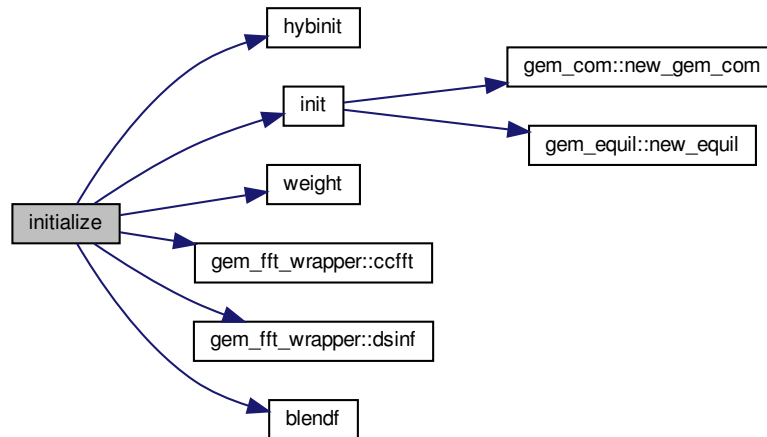 hybinit
gem_com::new_gem_com
init
gem_equil::new_equil
weight
initialize
gem_fft_wrapper::ccfft
gem_fft_wrapper::dsinf
blendf